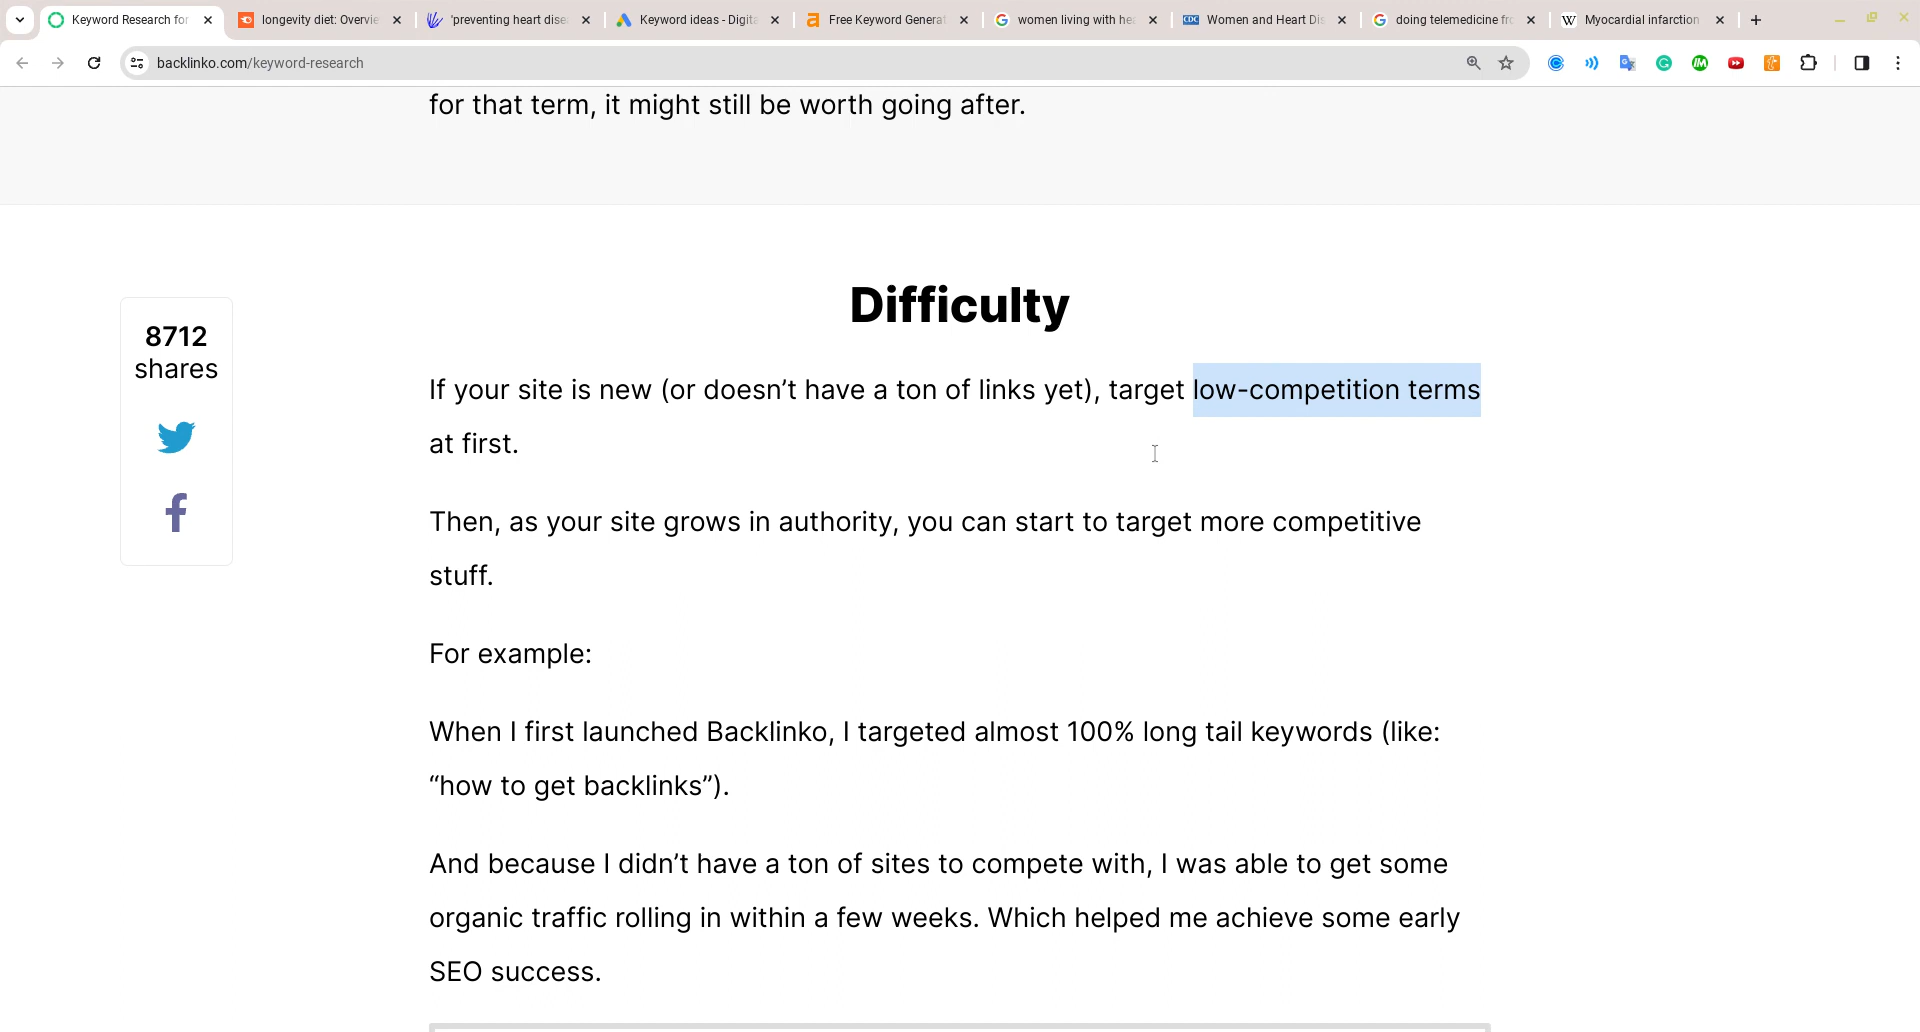 Keyword Research for
longevity diet: Overvie
'preventing heart dise
Keyword ideas - Digita
Free Keyword Generat
women living with hea
CDC
Women and Heart Dis
doing telemedicine fro
W
Myocardial infarction
backlinko.com/keyword-research
for that term, it might still be worth going after.
Difficulty
8712
shares
If your site is new (or doesn’t have a ton of links yet), target low-competition terms
at first.
Then, as your site grows in authority, you can start to target more competitive
stuff.
For example:
When I first launched Backlinko, I targeted almost 100% long tail keywords (like:
“how to get backlinks”).
And because I didn’t have a ton of sites to compete with, I was able to get some
organic traffic rolling in within a few weeks. Which helped me achieve some early
SEO success.